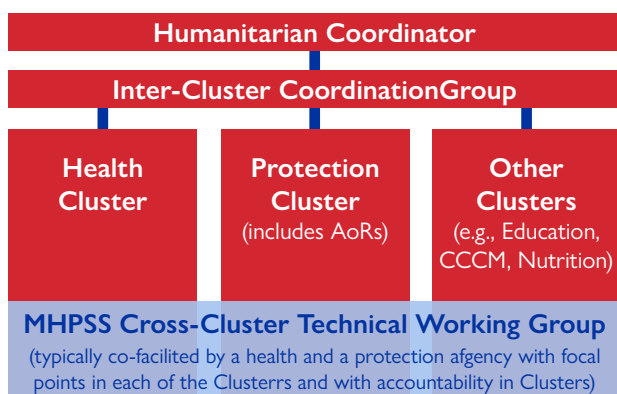 Humanitarian Coordinator
Inter-Cluster CoordinationGroup
Health
Cluster
Protection
Cluster
(includes AoRs)
Other
Clusters
(e.g., Education,
CCCM, Nutrition)
MHPSS Cross-Cluster Technical Working Group
(typically co-facilited by a health and a protection afgency with focal
points in each of the Clusterrs and with accountability in Clusters)